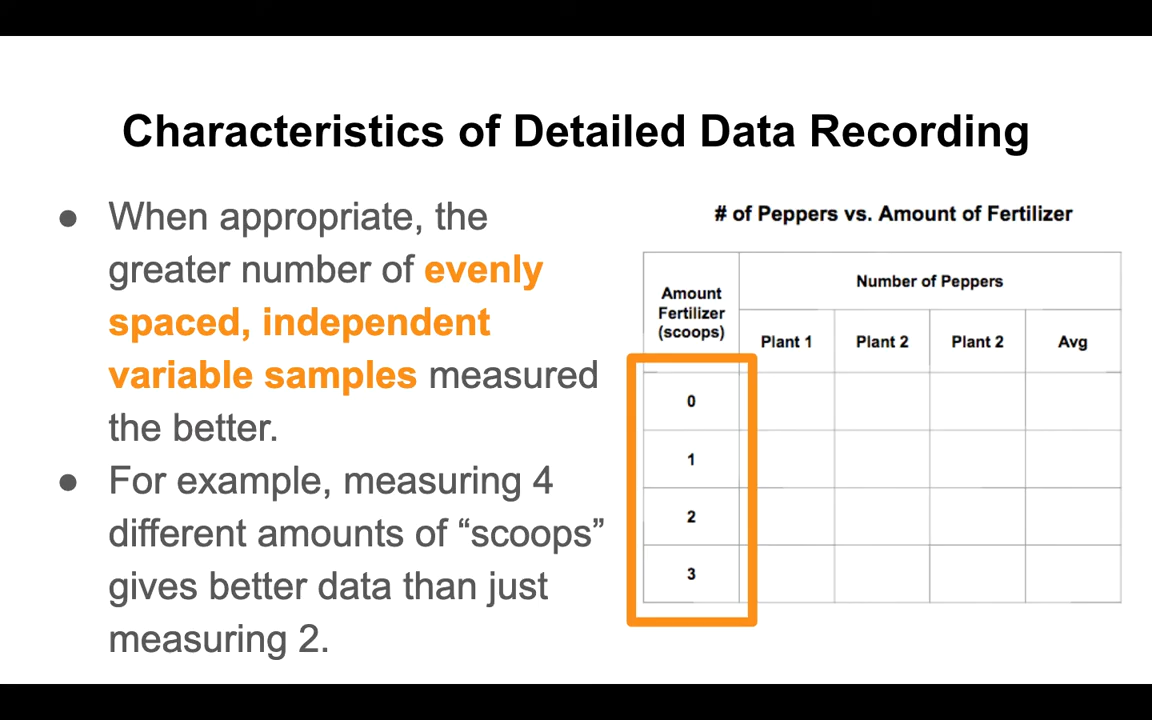 Characteristics of Detailed Data Recording
● When appropriate, the
greater number of evenly
spaced, independent
variable samples measured
the better.
● For example, measuring 4
different amounts of “scoops”
gives better data than just
measuring 2.
# of Peppers vs. Amount of Fertilizer
Amount
Fertilizer
(scoops)
Number of Peppers
Plant 1 Plant 2 Plant 2 Avg
0
1
2
3